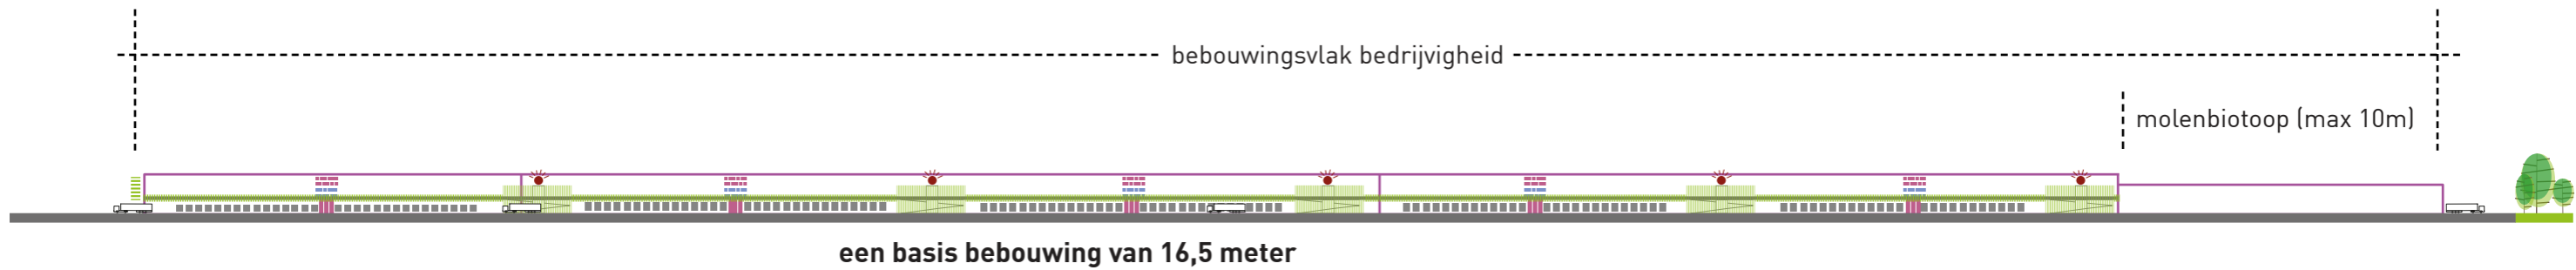 bebouwingsvlak bedrijvigheid
molenbiotoop (max 10m)
een basis bebouwing van 16,5 meter